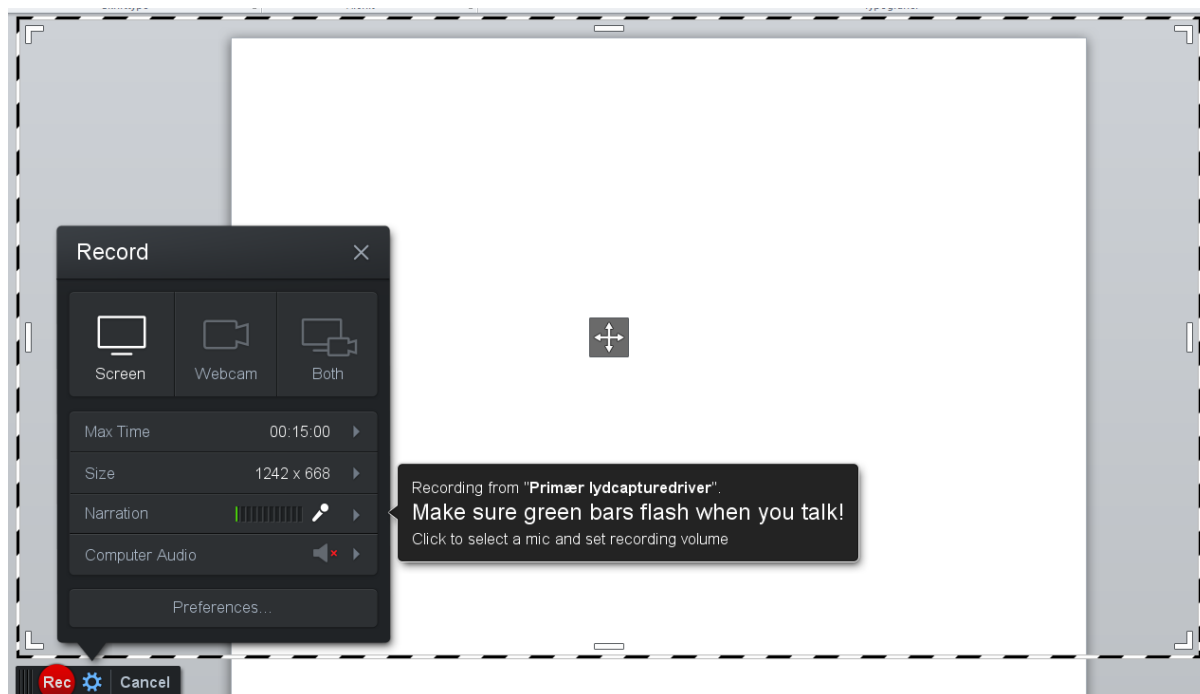 Record
Screen Webcam Both
Max Time 00:15:00
Size 1242 x 668
Narration
Computer Audio
Preferences...
Recording from "Primær lydcapturedriver".
Make sure green bars flash when you talk!
Click to select a mic and set recording volume
Rec Cancel